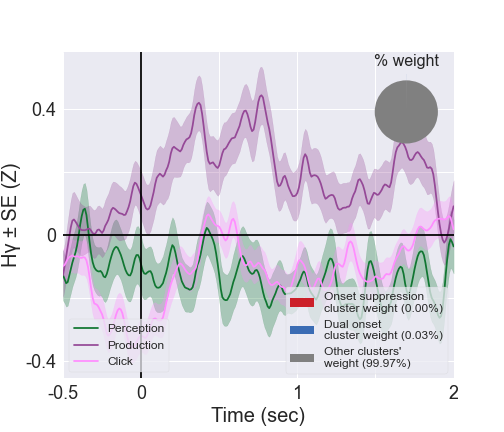 % weight
Hγ ± SE (Z)
0.4
0
-0.4
Perception
Production
Click
Onset suppression
cluster weight (0.00%)
Dual onset
cluster weight (0.03%)
Other clusters'
weight (99.97%)
-0.5
0
1
2
Time (sec)